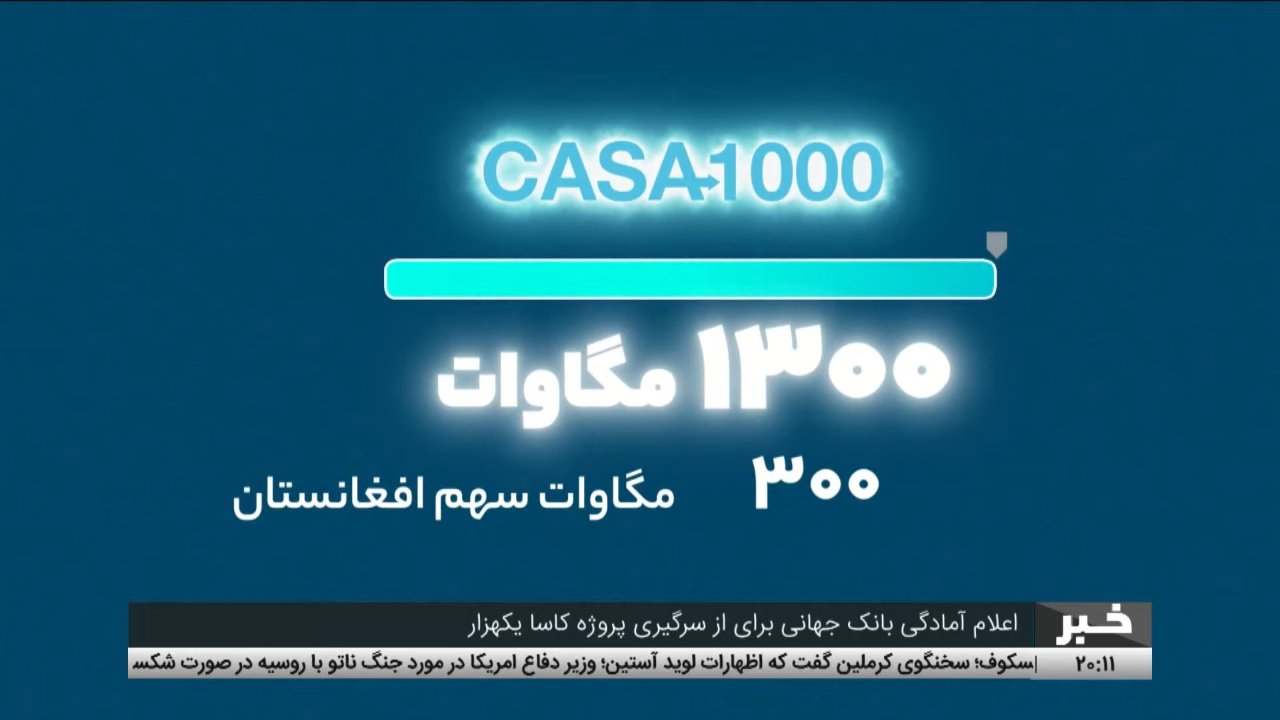 CASA-1000
۱۳۰۰ مگاوات
۳۰۰ مگاوات سهم افغانستان
خبر
اعلام آمادگی بانک جهانی برای از سرگیری پروژه کاسا یکهزار
۲۰:۱۱
سخنگوی کرملین گفت که اظهارات لوید آستین؛ وزیر دفاع امریکا در مورد جنگ ناتو با روسیه در صورت